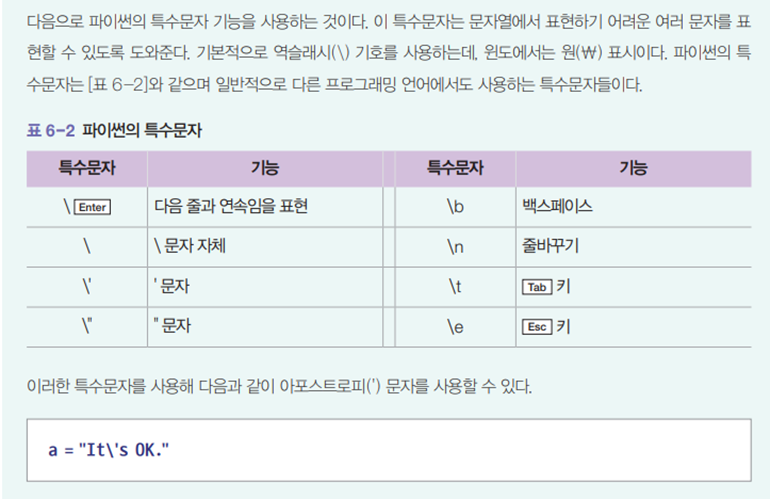 다음으로 파이썬의 특수문자 기능을 사용하는 것이다. 이 특수문자는 문자열에서 표현하기 어려운 여러 문자를 표
현할 수 있도록 도와준다. 기본적으로 역슬래시(\) 기호를 사용하는데, 윈도에서는 원(₩) 표시이다. 파이썬의 특
수문자는 [표 6-2]와 같으며 일반적으로 다른 프로그래밍 언어에서도 사용하는 특수문자들이다.
표 6-2 파이썬의 특수문자
특수문자 기능 특수문자 기능
\ Enter 다음 줄과 연속임을 표현 \b 백스페이스
\ \ 문자 자체 \n 줄바꾸기
\' ' 문자 \t Tab 키
\" " 문자 \e Esc 키
이러한 특수문자를 사용해 다음과 같이 아포스트로피(') 문자를 사용할 수 있다.
a = "It\'s OK."